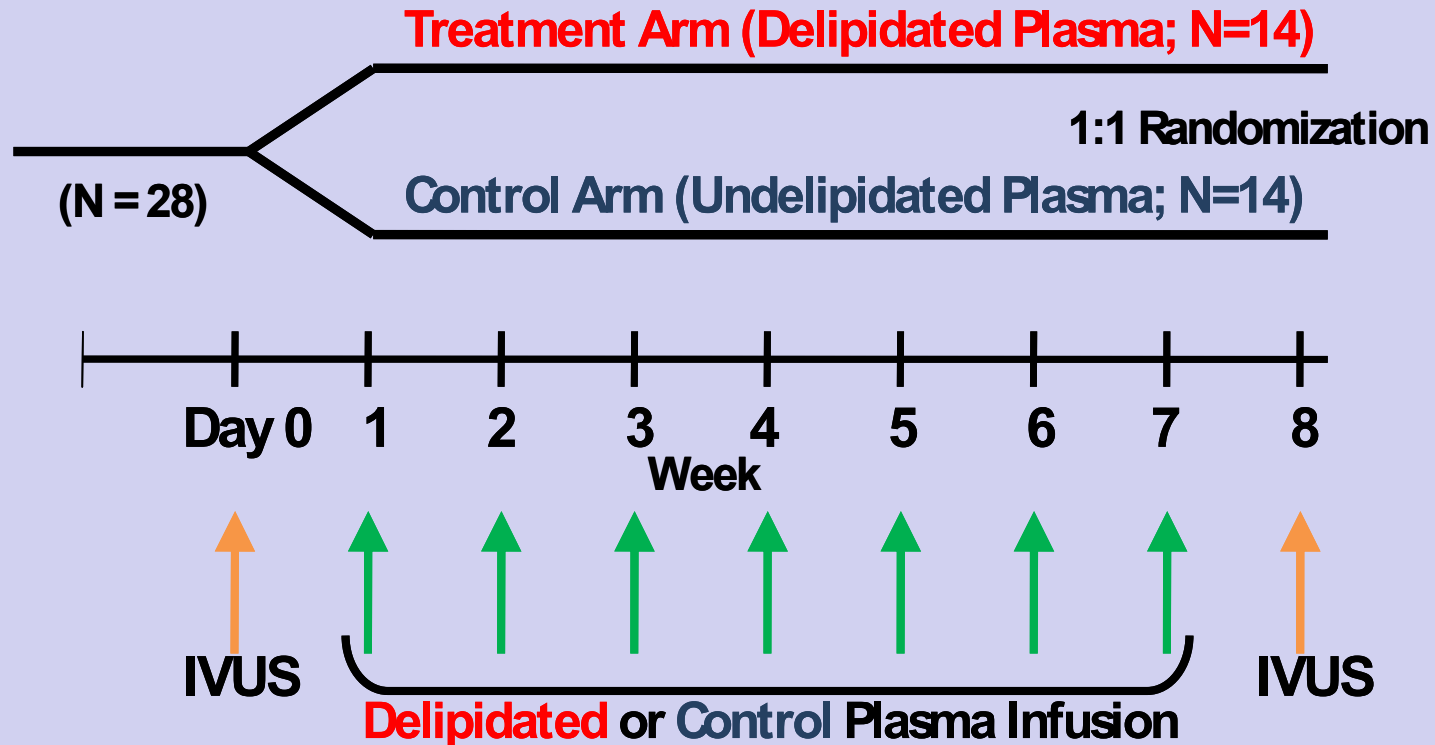 Treatment Arm (Delipidated Plasma; N=14)
1:1 Randomization
(N = 28)
Control Arm (Undelipidated Plasma; N=14)
Day 0 1 2 3 4 5 6 7 8
Week
IVUS IVUS
Delipidated or Control Plasma Infusion